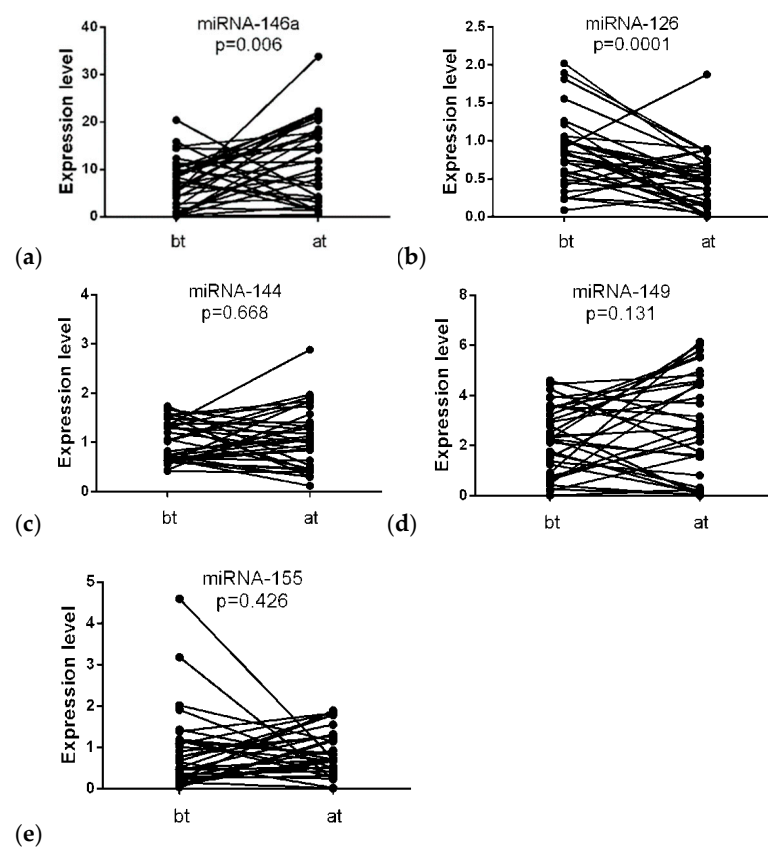 miRNA-146a
p=0.006
Expression level
40
30
20
10
0
bt
at
(a)
miRNA-126
p=0.0001
Expression level
2.5
2.0
1.5
1.0
0.5
0.0
bt
at
(b)
miRNA-144
p=0.668
Expression level
4
3
2
1
0
bt
at
(c)
miRNA-149
p=0.131
Expression level
8
6
4
2
0
bt
at
(d)
miRNA-155
p=0.426
Expression level
5
4
3
2
1
0
bt
at
(e)